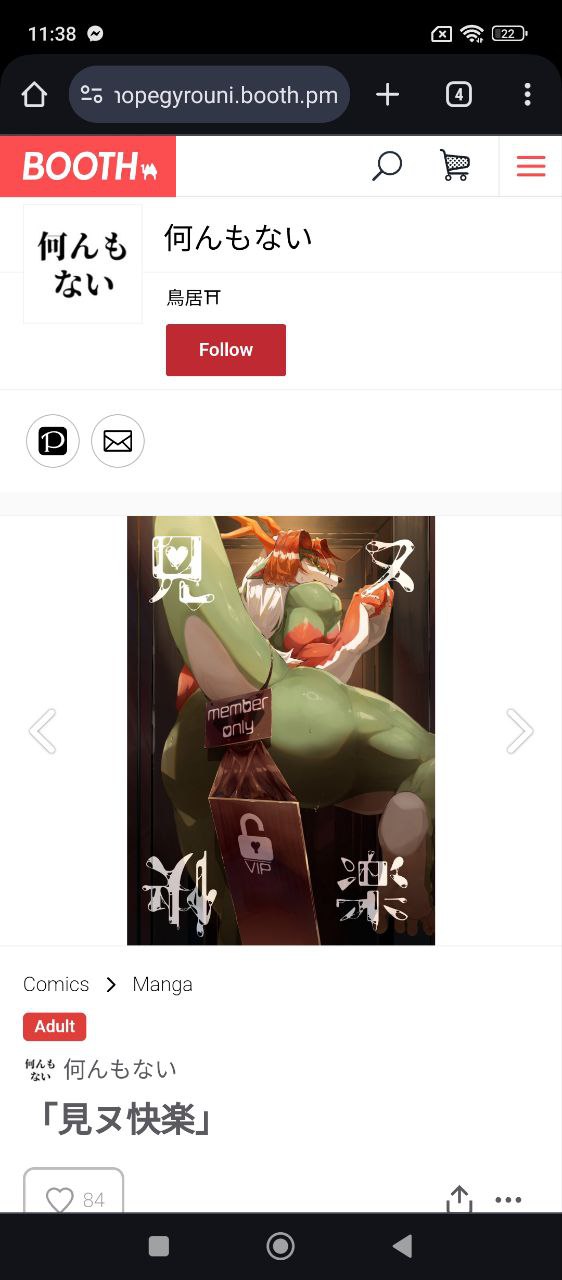 11:38
22
nopegyrouni.booth.pm
4
BOOTH
何んも
ない
何んもない
鳥居⛩
Follow
P
見ヌ
member
only
VIP
快楽
Comics > Manga
Adult
何んも
ない
何んもない
「見ヌ快楽」
84